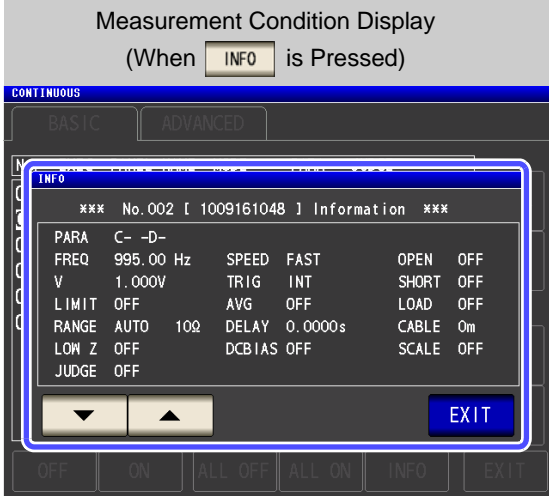 Measurement Condition Display
(When INFO is Pressed)
CONTINUOUS
BASIC ADVANCED
INFO
*** No.002 [ 1009161048 ] Information ***
PARA C- -D-
FREQ 995.00 Hz SPEED FAST OPEN OFF
V 1.000V TRIG INT SHORT OFF
LIMIT OFF AVG OFF LOAD OFF
RANGE AUTO 10Ω DELAY 0.0000s CABLE 0m
LOW Z OFF DCBIAS OFF SCALE OFF
JUDGE OFF
EXIT
OFF ON ALL OFF ALL ON INFO EXIT